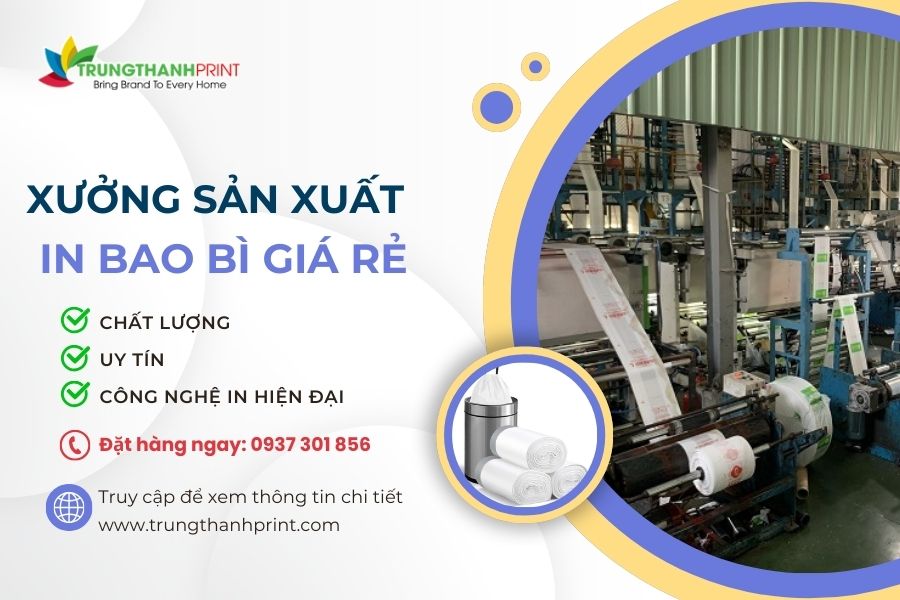 TRUNGTHANHPRINT
Bring Brand To Every Home
XƯỞNG SẢN XUẤT
IN BAO BÌ GIÁ RẺ
CHẤT LƯỢNG
UY TÍN
CÔNG NGHỆ IN HIỆN ĐẠI
Đặt hàng ngay: 0937 301 856
Truy cập để xem thông tin chi tiết
www.trungthanhprint.com